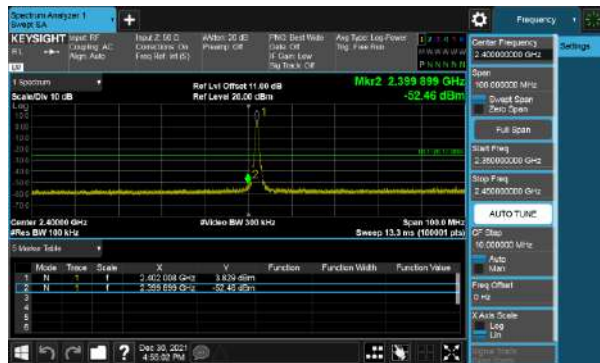 Spectrum Analyzer 1
Swept SA
Frequency
KEYSIGHT
Input: RF
Coupling: AC
Align: Auto
Input Z: 50 Ω
Corrections: On
Freq Ref: Int (S)
Atten: 20 dB
Preamp: Off
PNO: Best Wide
Gate: Off
IF Gain: Low
Sig Track: Off
Avg Type: Log-Power
Trig: Free Run
Center Frequency
2.400000000 GHz
Settings
1 Spectrum
Scale/Div 10 dB
Log
Ref Lvl Offset 11.00 dB
Ref Level 20.00 dBm
Mkr2 2.399 899 GHz
-52.46 dBm
Span
100.000000 MHz
Swept Span
Zero Span
Full Span
Start Freq
2.350000000 GHz
Stop Freq
2.450000000 GHz
AUTO TUNE
Center 2.40000 GHz
#Res BW 100 kHz
#Video BW 300 kHz
Span 100.0 MHz
Sweep 13.3 ms (100001 pts)
CF Step
10.000000 MHz
Auto
Man
5 Marker Table
Mode Trace Scale X Y Function Function Width Function Value
1 N 1 f 2.402 008 GHz 3.829 dBm
2 N 1 f 2.399 899 GHz -52.46 dBm
3
4
5
6
Freq Offset
0 Hz
X Axis Scale
Log
Lin
Signal Track
Dec 30, 2021
4:55:02 PM